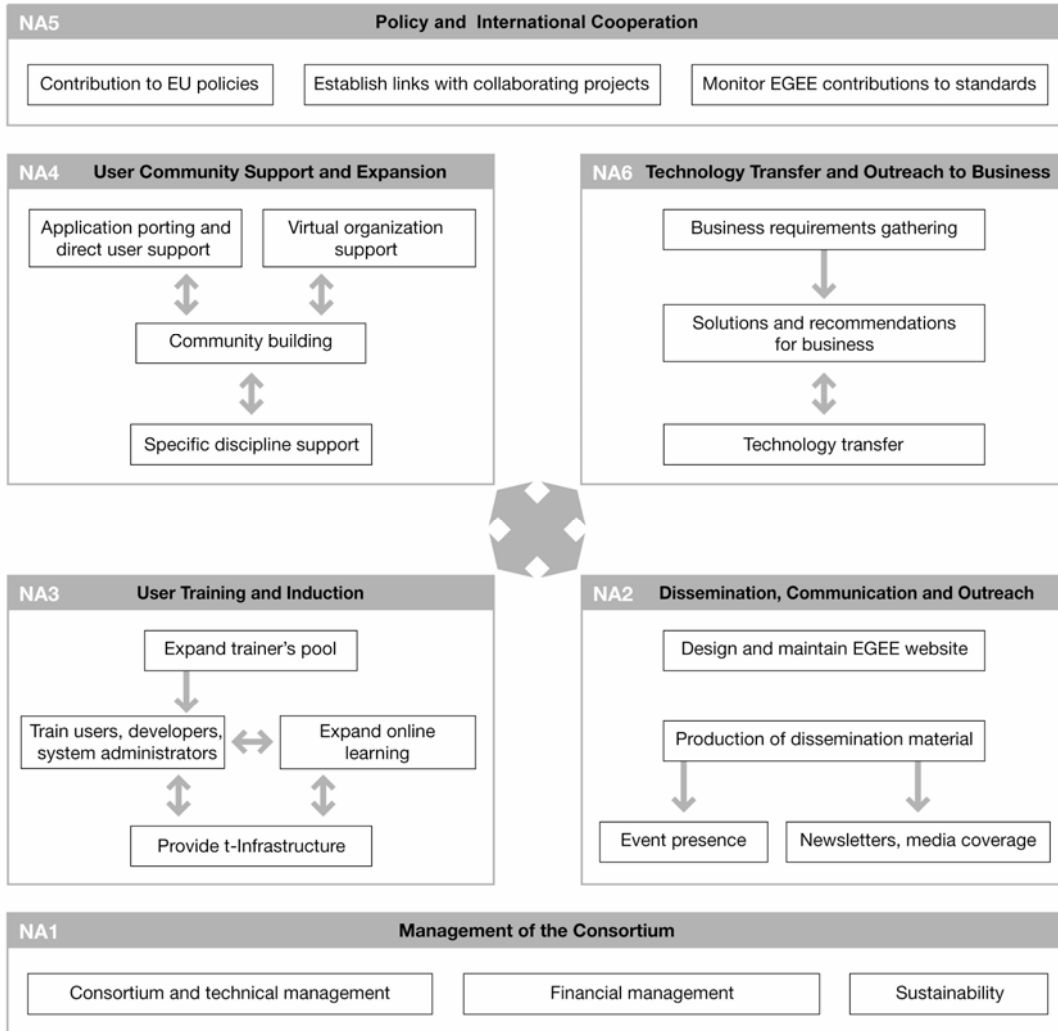 NA5 Policy and International Cooperation
Contribution to EU policies
Establish links with collaborating projects
Monitor EGEE contributions to standards
NA4 User Community Support and Expansion
Application porting and
direct user support
Virtual organization
support
Community building
Specific discipline support
NA6 Technology Transfer and Outreach to Business
Business requirements gathering
Solutions and recommendations
for business
Technology transfer
NA3 User Training and Induction
Expand trainer's pool
Train users, developers,
system administrators
Expand online
learning
Provide t-Infrastructure
NA2 Dissemination, Communication and Outreach
Design and maintain EGEE website
Production of dissemination material
Event presence
Newsletters, media coverage
NA1 Management of the Consortium
Consortium and technical management
Financial management
Sustainability